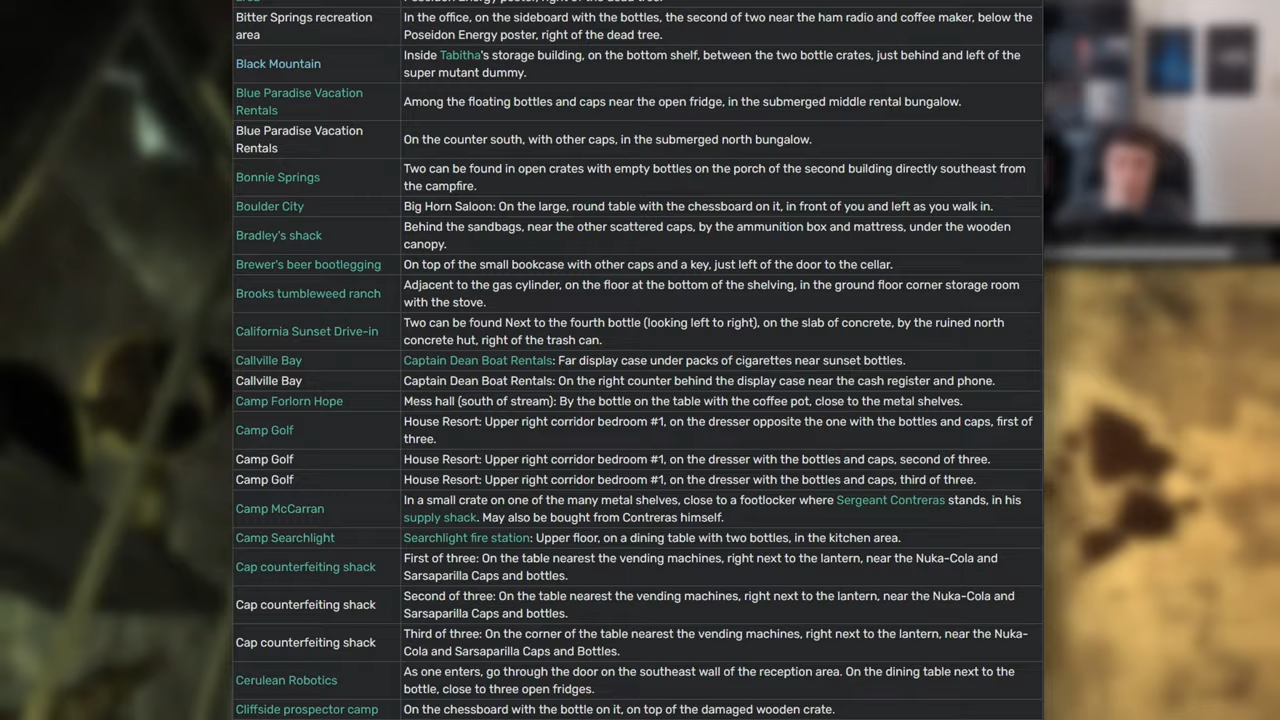 Poseidon Energy poster, right of the dead tree.
Bitter Springs recreation
area
In the office, on the sideboard with the bottles, the second of two near the ham radio and coffee maker, below the
Poseidon Energy poster, right of the dead tree.
Black Mountain
Inside Tabitha's storage building, on the bottom shelf, between the two bottle crates, just behind and left of the
super mutant dummy.
Blue Paradise Vacation
Rentals
Among the floating bottles and caps near the open fridge, in the submerged middle rental bungalow.
Blue Paradise Vacation
Rentals
On the counter south, with other caps, in the submerged north bungalow.
Bonnie Springs
Two can be found in open crates with empty bottles on the porch of the second building directly southeast from
the campfire.
Boulder City
Big Horn Saloon: On the large, round table with the chessboard on it, in front of you and left as you walk in.
Bradley's shack
Behind the sandbags, near the other scattered caps, by the ammunition box and mattress, under the wooden
canopy.
Brewer's beer bootlegging
On top of the small bookcase with other caps and a key, just left of the door to the cellar.
Brooks tumbleweed ranch
Adjacent to the gas cylinder, on the floor at the bottom of the shelving, in the ground floor corner storage room
with the stove.
California Sunset Drive-in
Two can be found Next to the fourth bottle (looking left to right), on the slab of concrete, by the ruined north
concrete hut, right of the trash can.
Callville Bay
Captain Dean Boat Rentals: Far display case under packs of cigarettes near sunset bottles.
Callville Bay
Captain Dean Boat Rentals: On the right counter behind the display case near the cash register and phone.
Camp Forlorn Hope
Mess hall (south of stream): By the bottle on the table with the coffee pot, close to the metal shelves.
Camp Golf
House Resort: Upper right corridor bedroom #1, on the dresser opposite the one with the bottles and caps, first of
three.
Camp Golf
House Resort: Upper right corridor bedroom #1, on the dresser with the bottles and caps, second of three.
Camp Golf
House Resort: Upper right corridor bedroom #1, on the dresser with the bottles and caps, third of three.
Camp McCarran
In a small crate on one of the many metal shelves, close to a footlocker where Sergeant Contreras stands, in his
supply shack. May also be bought from Contreras himself.
Camp Searchlight
Searchlight fire station: Upper floor, on a dining table with two bottles, in the kitchen area.
Cap counterfeiting shack
First of three: On the table nearest the vending machines, right next to the lantern, near the Nuka-Cola and
Sarsaparilla Caps and bottles.
Cap counterfeiting shack
Second of three: On the table nearest the vending machines, right next to the lantern, near the Nuka-Cola and
Sarsaparilla Caps and bottles.
Cap counterfeiting shack
Third of three: On the corner of the table nearest the vending machines, right next to the lantern, near the Nuka-
Cola and Sarsaparilla Caps and Bottles.
Cerulean Robotics
As one enters, go through the door on the southeast wall of the reception area. On the dining table next to the
bottle, close to three open fridges.
Cliffside prospector camp
On the chessboard with the bottle on it, on top of the damaged wooden crate.